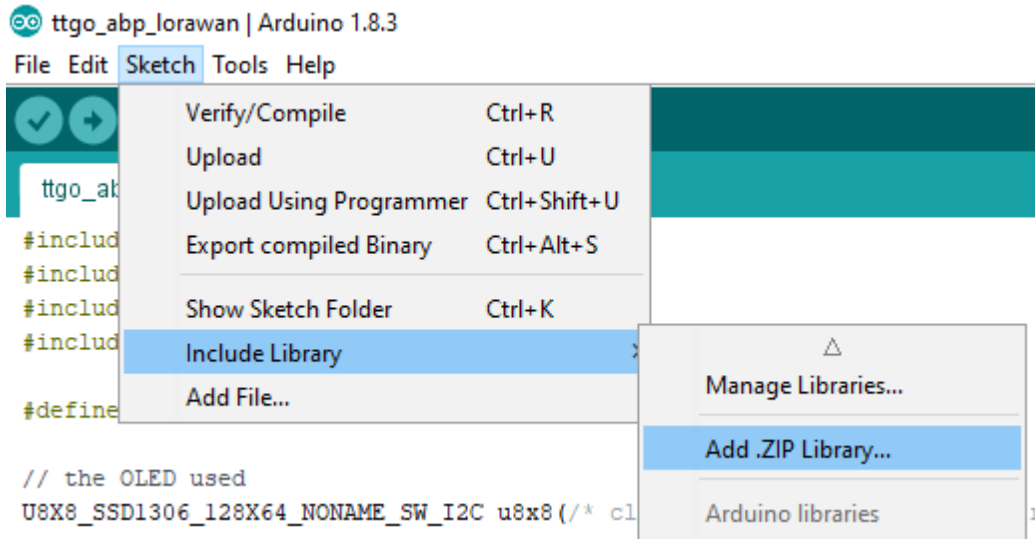 ttgo_abp_lorawan | Arduino 1.8.3
File Edit Sketch Tools Help
Verify/Compile Ctrl+R
Upload Ctrl+U
ttgo_ab
Upload Using Programmer Ctrl+Shift+U
#includ
Export compiled Binary Ctrl+Alt+S
#includ
#includ
Show Sketch Folder Ctrl+K
#includ
Include Library
Manage Libraries...
Add File...
#define
Add .ZIP Library...
// the OLED used
U8X8_SSD1306_128X64_NONAME_SW_I2C u8x8(/* cl
Arduino libraries